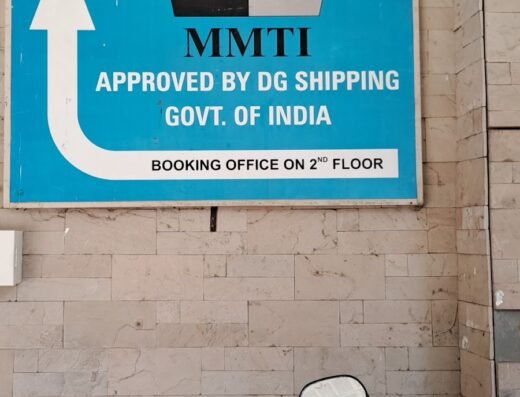 MMTI
APPROVED BY DG SHIPPING
GOVT. OF INDIA
BOOKING OFFICE ON 2ND FLOOR